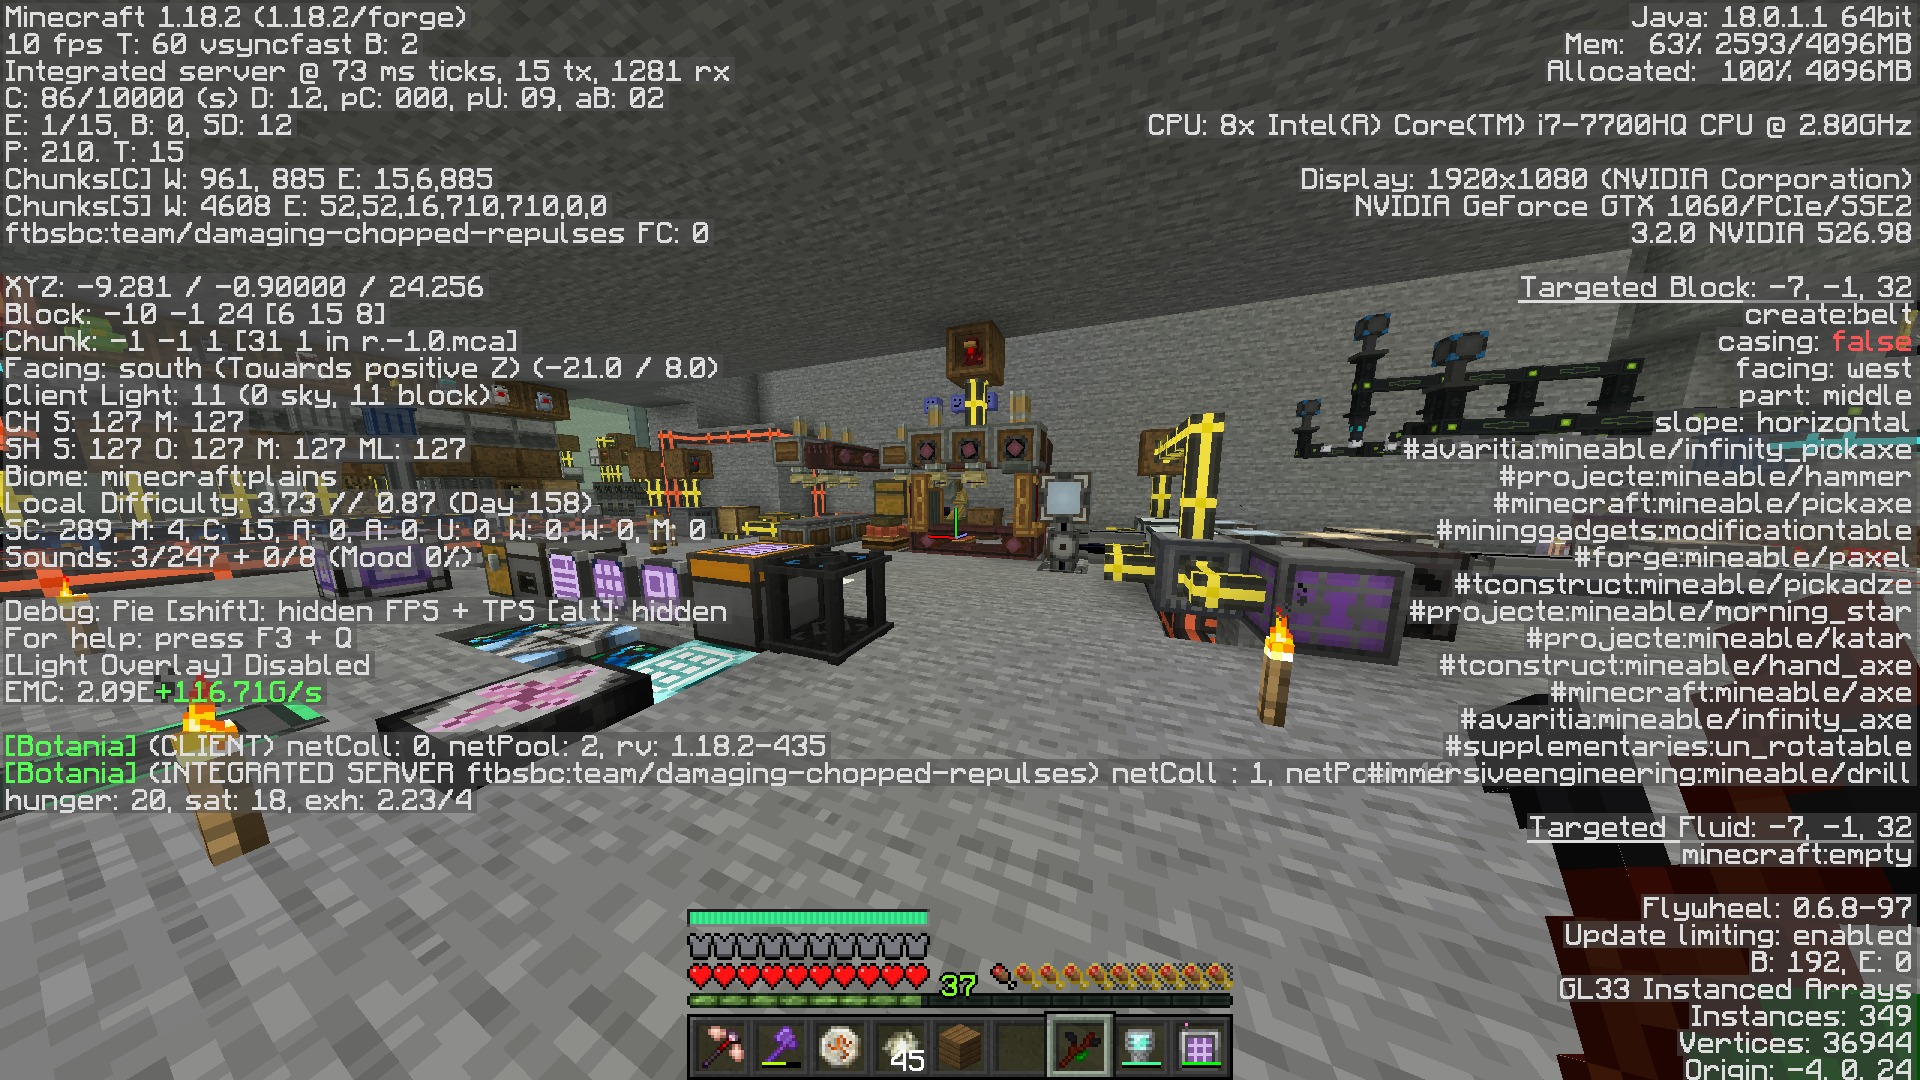 Minecraft 1.18.2 (1.18.2/forge)
10 fps T: 60 vsyncfast B: 2
Integrated server @ 73 ms ticks, 15 tx, 1281 rx
C: 86/10000 (s) D: 12, pC: 000, pU: 09, aB: 02
E: 1/15, B: 0, SD: 12
P: 210. T: 15
Chunks[C] W: 961, 885 E: 15,6,885
Chunks[S] W: 4608 E: 52,52,16,710,710,0,0
ftbsbc:team/damaging-chopped-repulses FC: 0
XYZ: -9.281 / -0.90000 / 24.256
Block: -10 -1 24 [6 15 8]
Chunk: -1 -1 1 [31 1 in r.-1.0.mca]
Facing: south (Towards positive Z) (-21.0 / 8.0)
Client Light: 11 (0 sky, 11 block)
CH S: 127 M: 127
SH S: 127 O: 127 M: 127 ML: 127
Biome: minecraft:plains
Local Difficulty: 3.73 // 0.87 (Day 158)
SC: 289, M: 4, C: 15, A: 0, A: 0, U: 0, W: 0, W: 0, M: 0
Sounds: 3/247 + 0/8 (Mood 0%)
Debug: Pie [shift]: hidden FPS + TPS [alt]: hidden
For help: press F3 + Q
[Light Overlay] Disabled
EMC: 2.09E+116.71G/s
[Botania] (CLIENT) netColl: 0, netPool: 2, rv: 1.18.2-435
[Botania] (INTEGRATED SERVER ftbsbc:team/damaging-chopped-repulses) netColl : 1,
hunger: 20, sat: 18, exh: 2.23/4
Java: 18.0.1.1 64bit
Mem: 63% 2593/4096MB
Allocated: 100% 4096MB
CPU: 8x Intel(R) Core(TM) i7-7700HQ CPU @ 2.80GHz
Display: 1920x1080 (NVIDIA Corporation)
NVIDIA GeForce GTX 1060/PCIe/SSE2
3.2.0 NVIDIA 526.98
Targeted Block: -7, -1, 32
create:belt
casing: false
facing: west
part: middle
slope: horizontal
#avaritia:mineable/infinity_pickaxe
#projecte:mineable/hammer
#minecraft:mineable/pickaxe
#mininggadgets:modificationtable
#forge:mineable/paxel
#tconstruct:mineable/pickadze
#projecte:mineable/morning_star
#projecte:mineable/katar
#tconstruct:mineable/hand_axe
#minecraft:mineable/axe
#avaritia:mineable/infinity_axe
#supplementaries:un_rotatable
#immersiveengineering:mineable/drill
Targeted Fluid: -7, -1, 32
minecraft:empty
Flywheel: 0.6.8-97
Update limiting: enabled
B: 192, E: 0
GL33 Instanced Arrays
Instances: 349
Vertices: 36944
Origin: -4, 0, 24
37
45